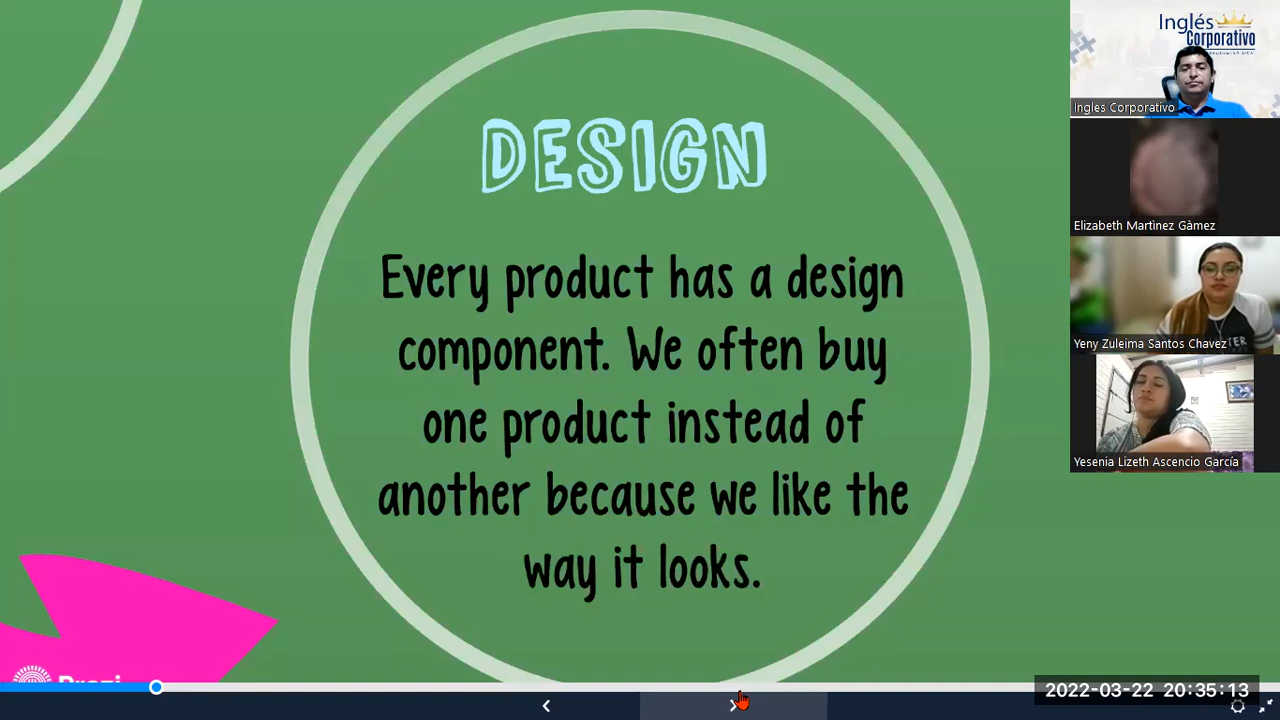 DESIGN
Every product has a design
component. We often buy
one product instead of
another because we like the
way it looks.
Prezi
Inglés
Corporativo
Ingles Corporativo
Elizabeth Martìnez Gàmez
Yeny Zuleima Santos Chavez
Yesenia Lizeth Ascencio García
2022-03-22 20:35:13